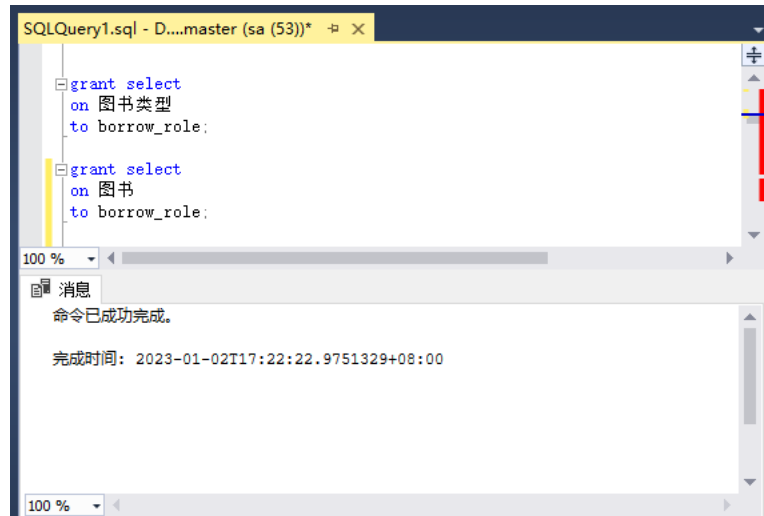 SQLQuery1.sql - D....master (sa (53))*
grant select
on 图书类型
to borrow_role;
grant select
on 图书
to borrow_role;
100 %
消息
命令已成功完成。
完成时间: 2023-01-02T17:22:22.9751329+08:00
100 %